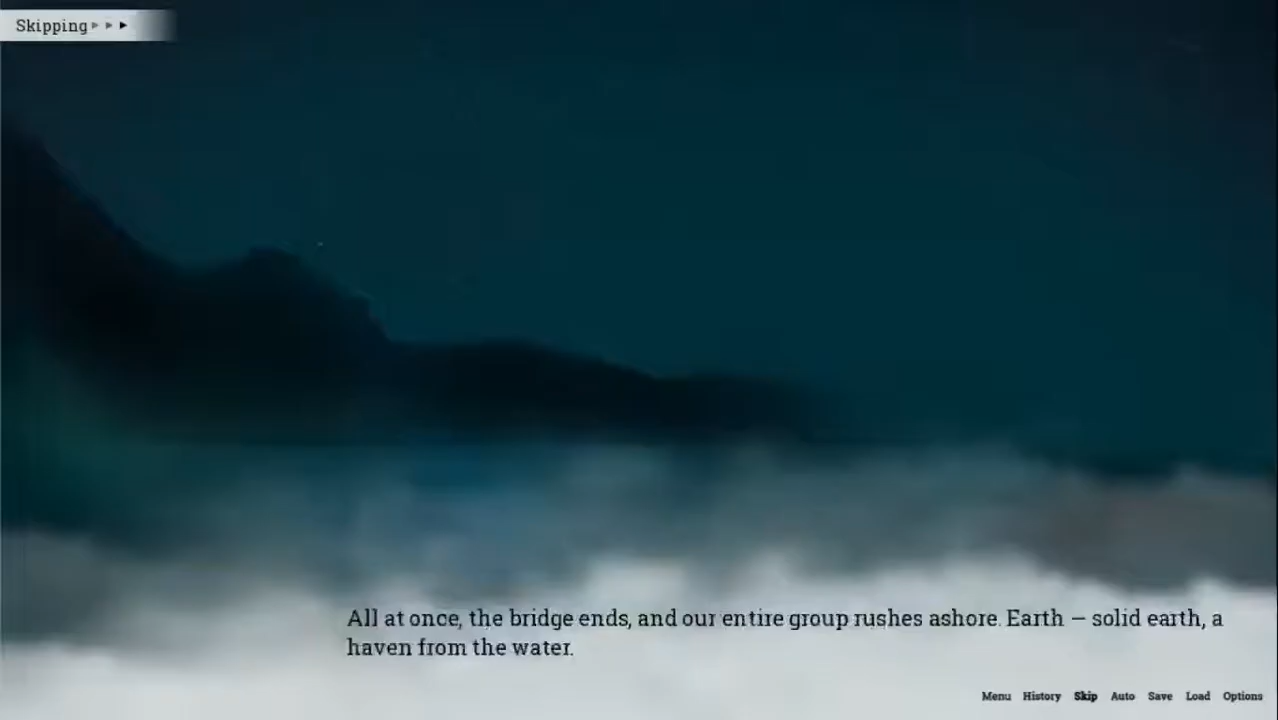 Skipping
All at once, the bridge ends, and our entire group rushes ashore. Earth — solid earth, a
haven from the water.
Menu History Skip Auto Save Load Options